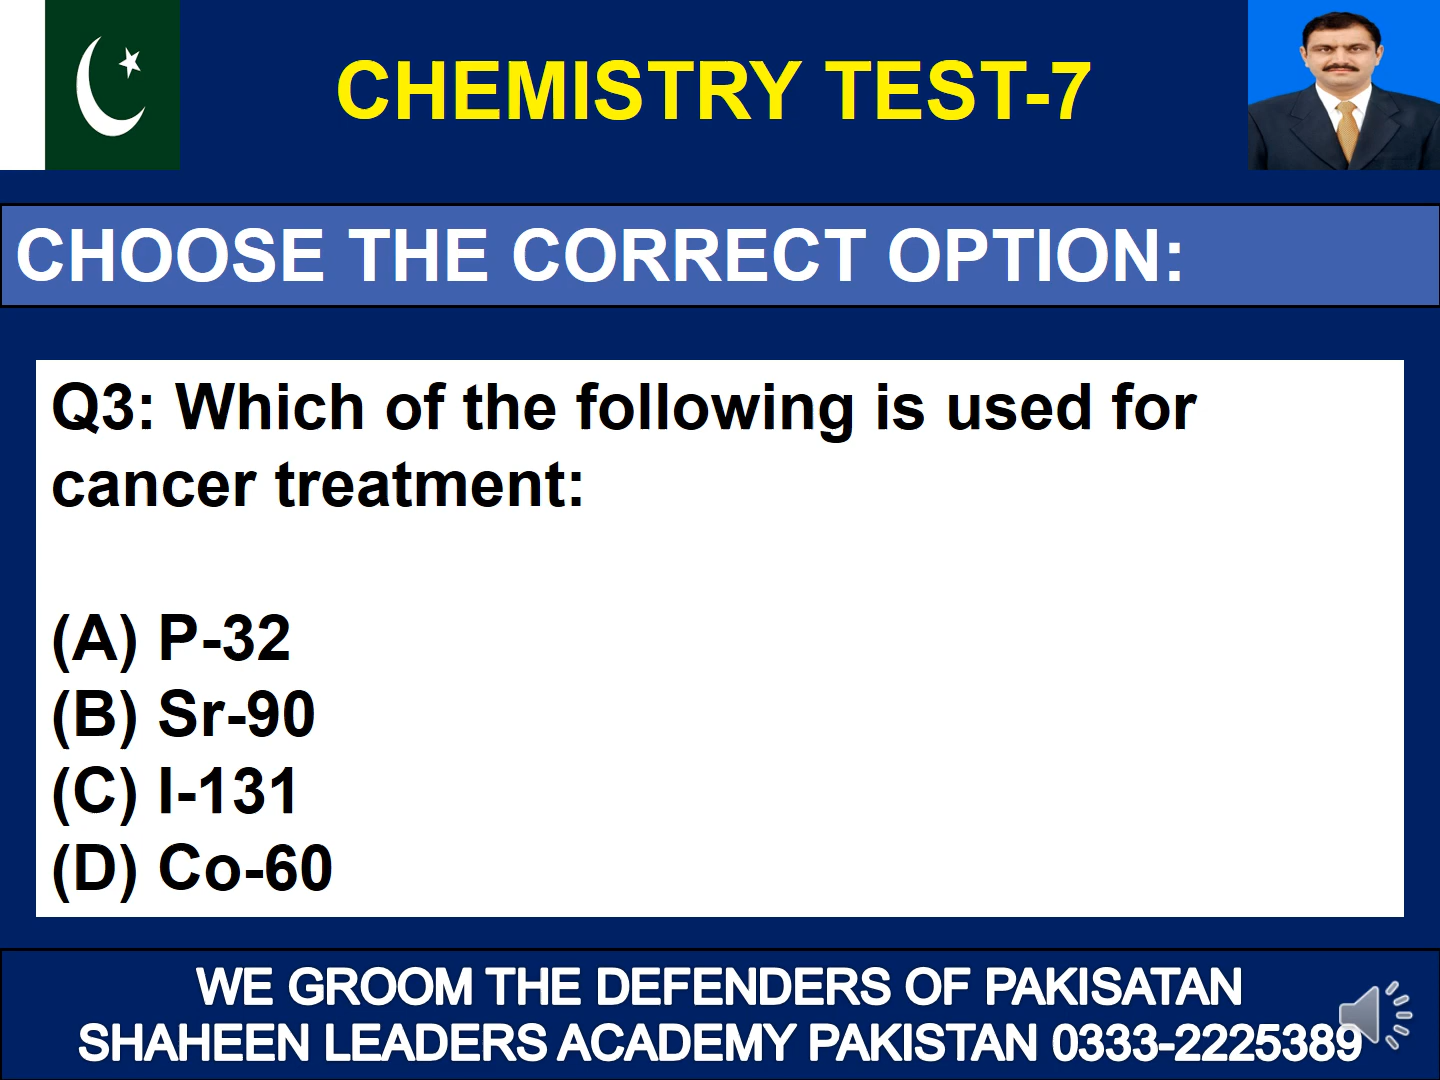 CHEMISTRY TEST-7
CHOOSE THE CORRECT OPTION:
Q3: Which of the following is used for
cancer treatment:
(A) P-32
(B) Sr-90
(C) I-131
(D) Co-60
WE GROOM THE DEFENDERS OF PAKISATAN
SHAHEEN LEADERS ACADEMY PAKISTAN 0333-2225389